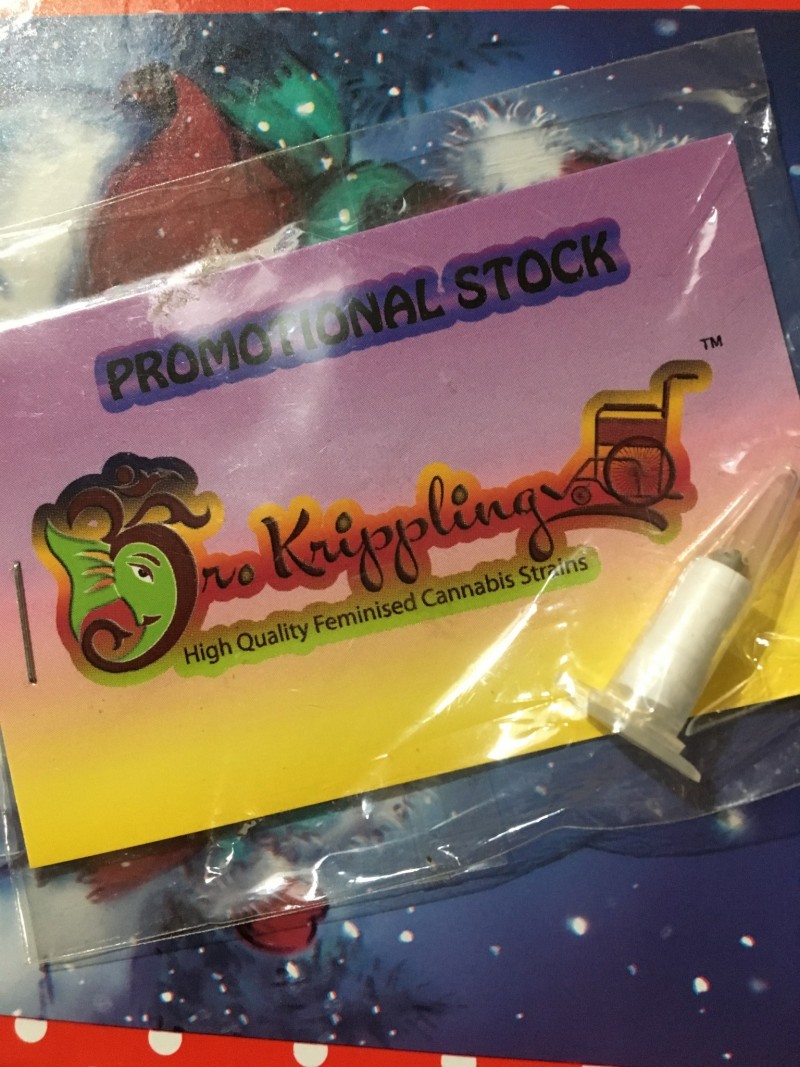 PROMOTIONAL STOCK
TM
Dr. Krippling
High Quality Feminised Cannabis Strains